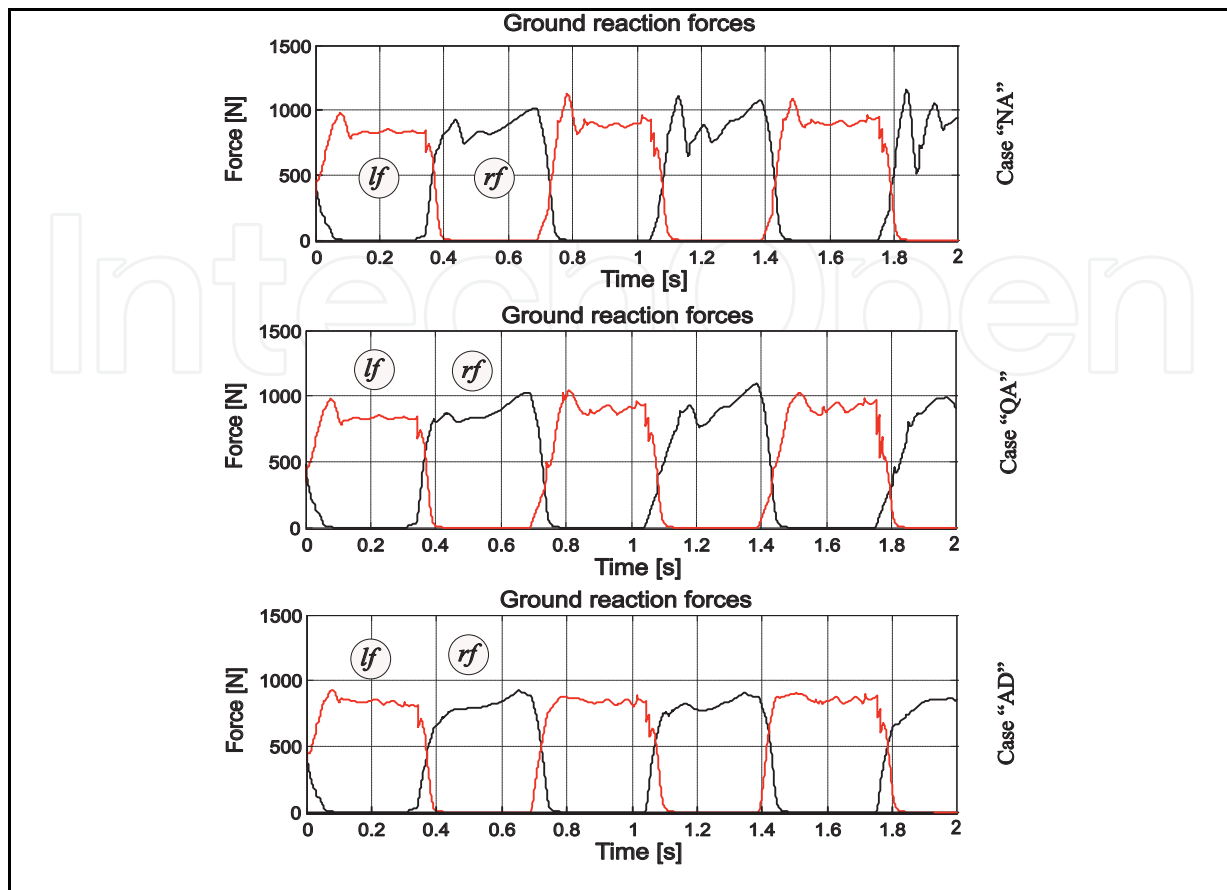 Ground reaction forces
1500
1000
500
0
Force [N]
lf
rf
0 0.2 0.4 0.6 0.8 1 1.2 1.4 1.6 1.8 2
Time [s]
Case “NA”
IntechOpen
Ground reaction forces
1500
1000
500
0
Force [N]
lf
rf
0 0.2 0.4 0.6 0.8 1 1.2 1.4 1.6 1.8 2
Time [s]
Case “QA”
Ground reaction forces
1500
1000
500
0
Force [N]
lf
rf
0 0.2 0.4 0.6 0.8 1 1.2 1.4 1.6 1.8 2
Time [s]
Case “AD”